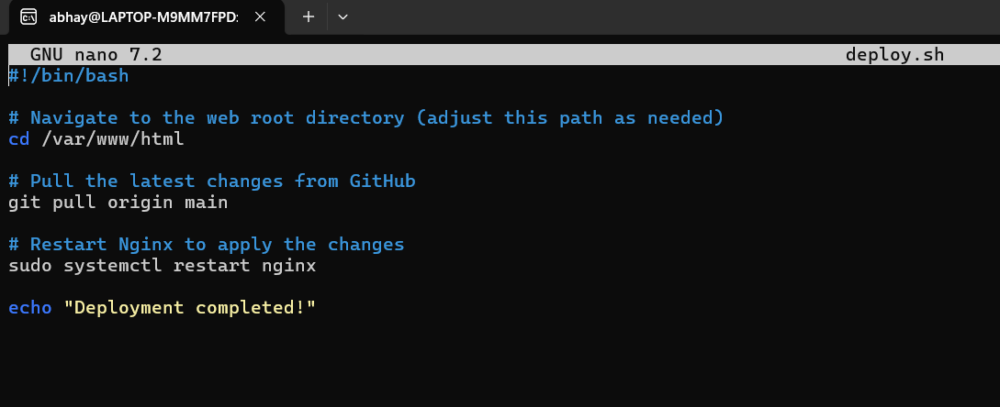 abhay@LAPTOP-M9MM7FPD:
GNU nano 7.2 deploy.sh
#!/bin/bash
# Navigate to the web root directory (adjust this path as needed)
cd /var/www/html
# Pull the latest changes from GitHub
git pull origin main
# Restart Nginx to apply the changes
sudo systemctl restart nginx
echo "Deployment completed!"